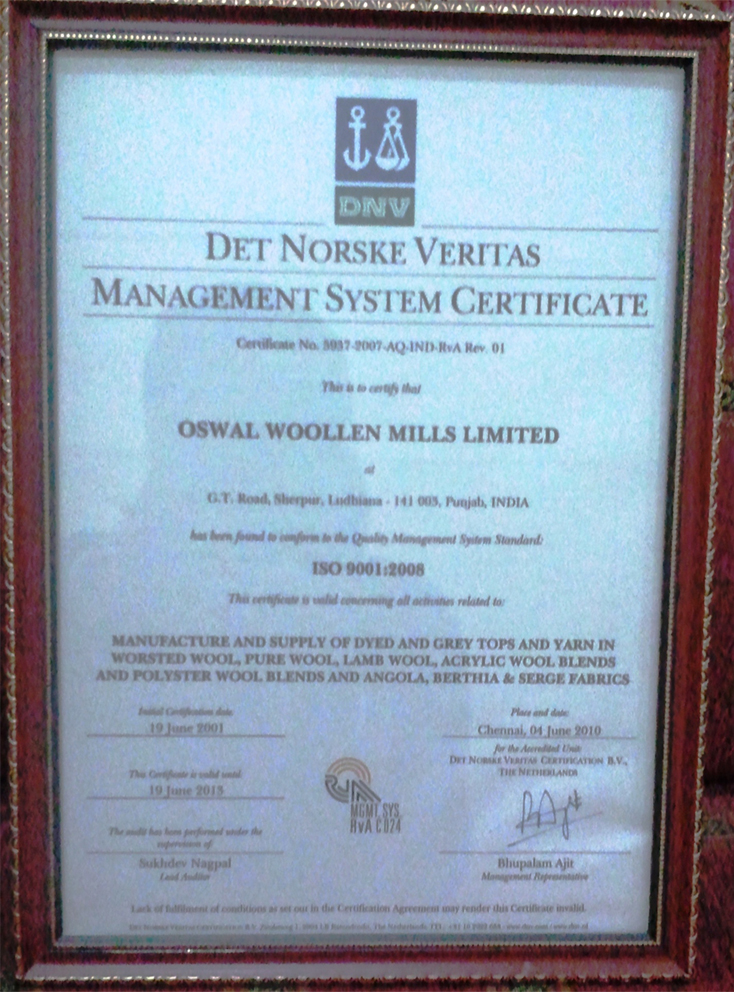 DNV
DET NORSKE VERITAS
MANAGEMENT SYSTEM CERTIFICATE
Certificate No. 5937-2007-AQ-IND-RvA Rev. 01
This is to certify that
OSWAL WOOLLEN MILLS LIMITED
at
G.T. Road, Sherpur, Ludhiana - 141 003, Punjab, INDIA
has been found to conform to the Quality Management System Standard:
ISO 9001:2008
This certificate is valid concerning all activities related to:
MANUFACTURE AND SUPPLY OF DYED AND GREY TOPS AND YARN IN
WORSTED WOOL, PURE WOOL, LAMB WOOL, ACRYLIC WOOL BLENDS
AND POLYSTER WOOL BLENDS AND ANGOLA, BERTHIA & SERGE FABRICS
Initial Certification date:
19 June 2001
This Certificate is valid until:
19 June 2013
The audit has been performed under the
supervision of
Sukhdev Nagpal
Lead Auditor
MGMT. SYS.
RvA C 024
Place and date:
Chennai, 04 June 2010
for the Accredited Unit:
DET NORSKE VERITAS CERTIFICATION B.V.,
THE NETHERLANDS
Bhupalam Ajit
Management Representative
Lack of fulfilment of conditions as set out in the Certification Agreement may render this Certificate invalid.